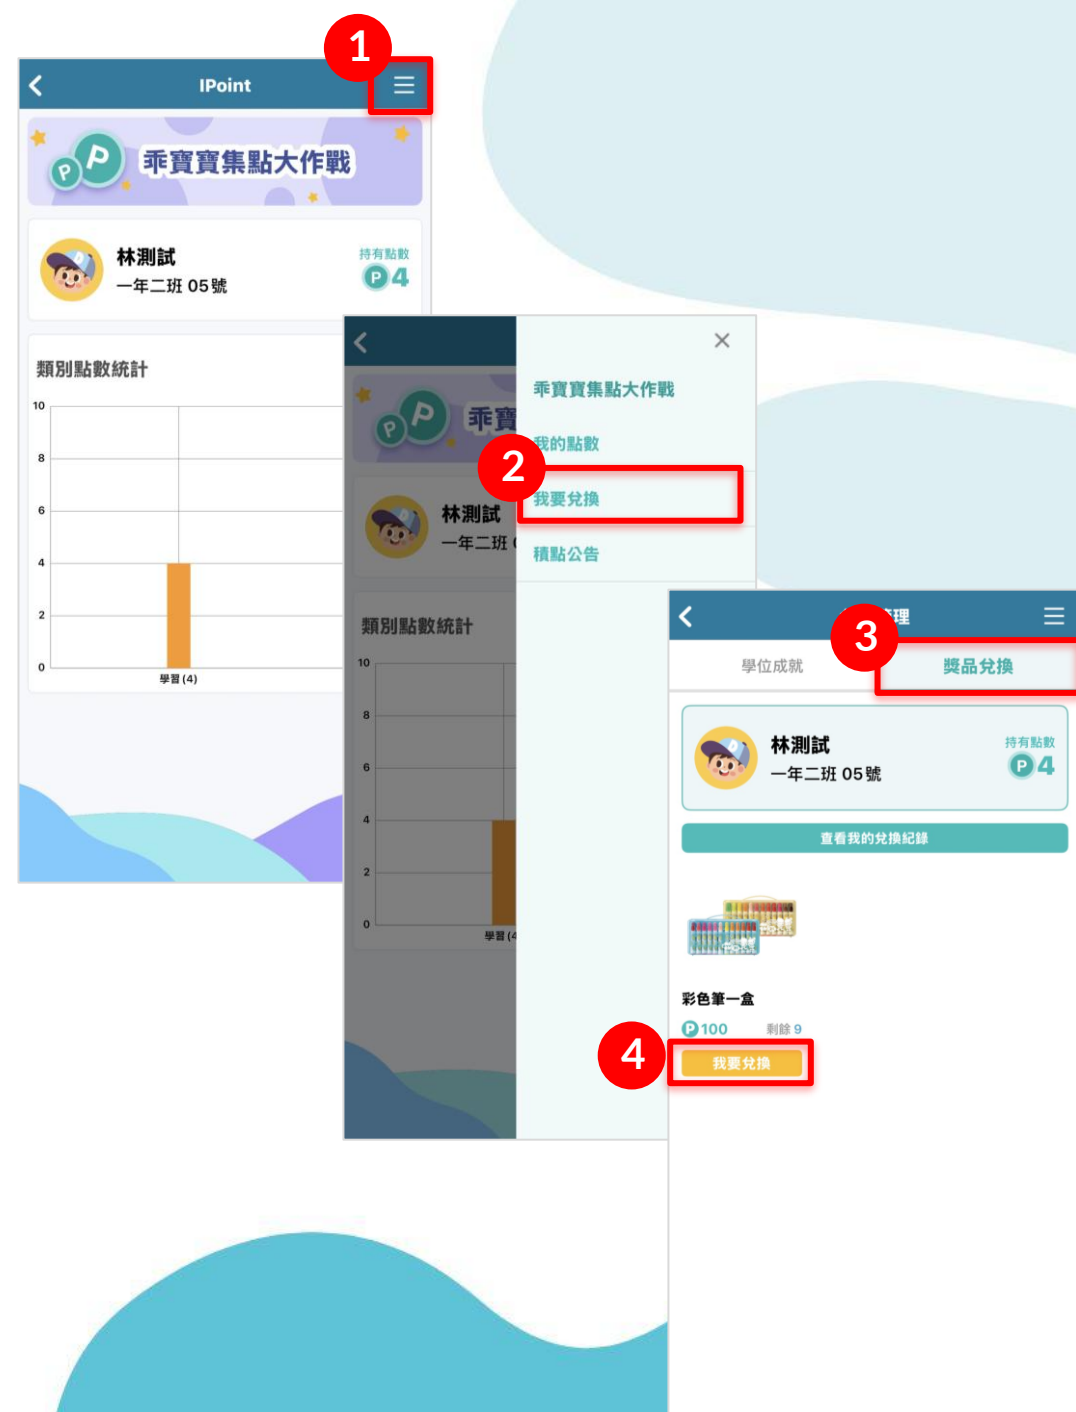 1
IPoint
P P 乖寶寶集點大作戰
林測試
一年二班 05號
持有點數
P 4
類別點數統計
10
8
6
4
2
0
學習 (4)
乖寶寶集點大作戰
我的點數
2
我要兌換
積點公告
P P 乖寶
林測試
一年二班
類別點數統計
10
8
6
4
2
0
學習 (4
3
理
學位成就
獎品兌換
林測試
一年二班 05號
持有點數
P 4
查看我的兌換紀錄
彩色筆一盒
P 100 剩餘 9
4
我要兌換